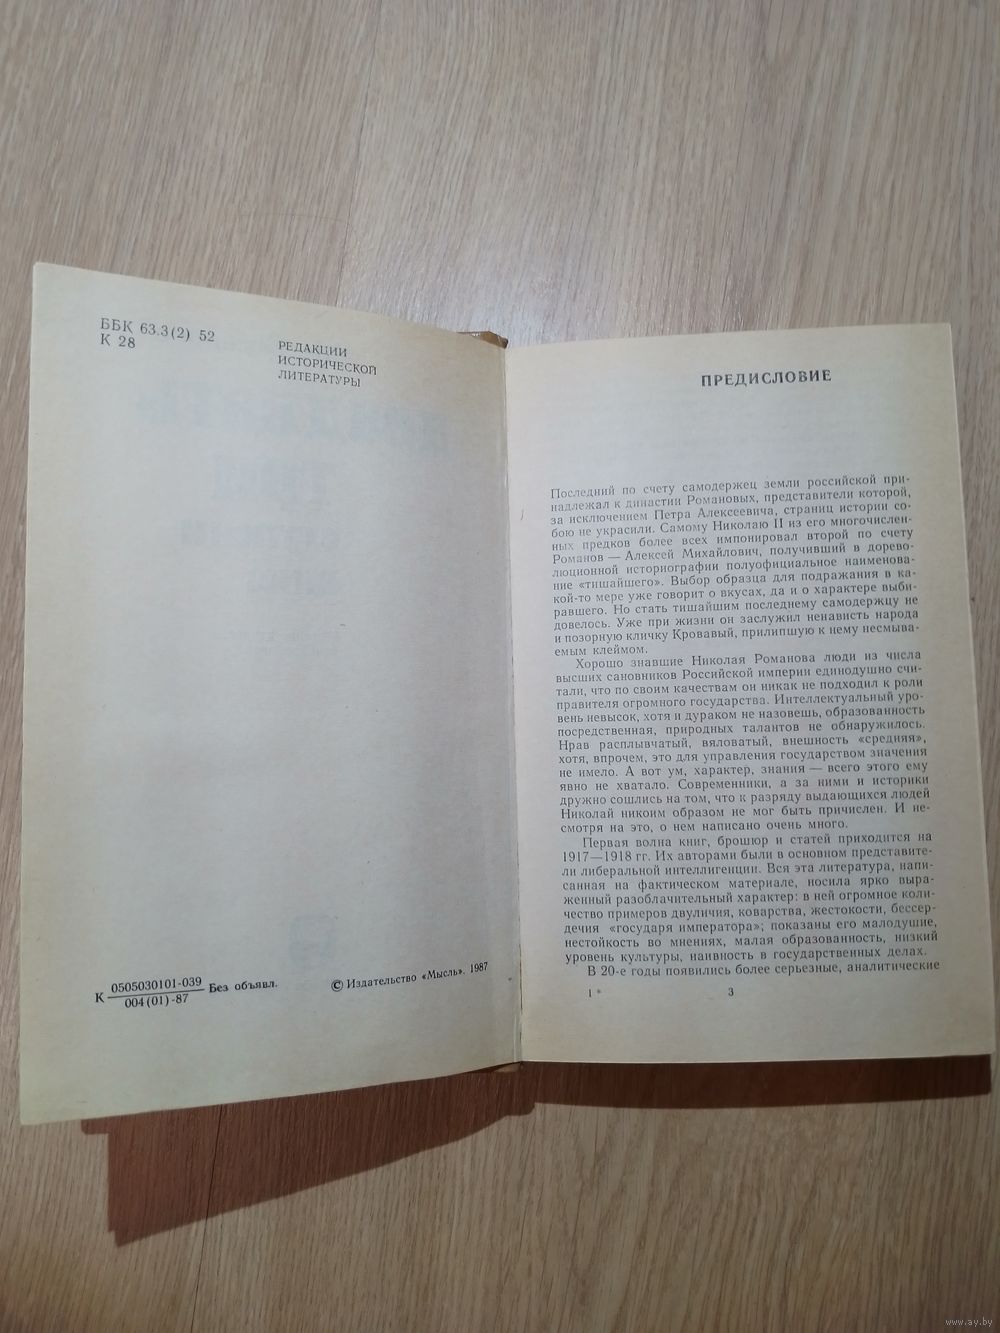 ББК 63.3(2) 52
К 28
РЕДАКЦИИ
ИСТОРИЧЕСКОЙ
ЛИТЕРАТУРЫ
К 0505030101-039
004(01)-87
Без объявл.
© Издательство «Мысль». 1987
ПРЕДИСЛОВИЕ
Последний по счету самодержец земли российской при-
надлежал к династии Романовых, представители которой,
за исключением Петра Алексеевича, страниц истории со-
бою не украсили. Самому Николаю II из его многочислен-
ных предков более всех импонировал второй по счету
Романов — Алексей Михайлович, получивший в дорево-
люционной историографии полуофициальное наименова-
ние «тишайшего». Выбор образца для подражания в ка-
кой-то мере уже говорит о вкусах, да и о характере выби-
равшего. Но стать тишайшим последнему самодержцу не
довелось. Уже при жизни он заслужил ненависть народа
и позорную кличку Кровавый, прилипшую к нему несмыва-
емым клеймом.
Хорошо знавшие Николая Романова люди из числа
высших сановников Российской империи единодушно счи-
тали, что по своим качествам он никак не подходил к роли
правителя огромного государства. Интеллектуальный уро-
вень невысок, хотя и дураком не назовешь, образованность
посредственная, природных талантов не обнаружилось.
Нрав расплывчатый, вяловатый, внешность «средняя»,
хотя, впрочем, это для управления государством значения
не имело. А вот ум, характер, знания — всего этого ему
явно не хватало. Современники, а за ними и историки
дружно сошлись на том, что к разряду выдающихся людей
Николай никоим образом не мог быть причислен. И не-
смотря на это, о нем написано очень много.
Первая волна книг, брошюр и статей приходится на
1917—1918 гг. Их авторами были в основном представите-
ли либеральной интеллигенции. Вся эта литература, напи-
санная на фактическом материале, носила ярко выра-
женный разоблачительный характер: в ней огромное коли-
чество примеров двуличия, коварства, жестокости, бессер-
дечия «государя императора»; показаны его малодушие,
нестойкость во мнениях, малая образованность, низкий
уровень культуры, наивность в государственных делах.
В 20-е годы появились более серьезные, аналитические
1*
3
www.ay.by